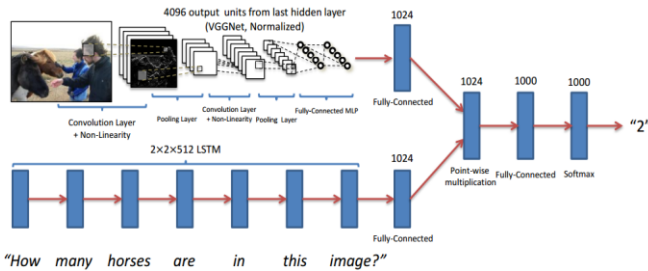 4096 output units from last hidden layer
(VGGNet, Normalized)
1024
Fully-Connected
Convolution Layer
+ Non-Linearity
Pooling Layer
Convolution Layer
+ Non-Linearity
Pooling Layer
Fully-Connected MLP
1024
1000
1000
"2"
Point-wise
multiplication
Fully-Connected
Softmax
2×2×512 LSTM
1024
Fully-Connected
"How many horses are in this image?"